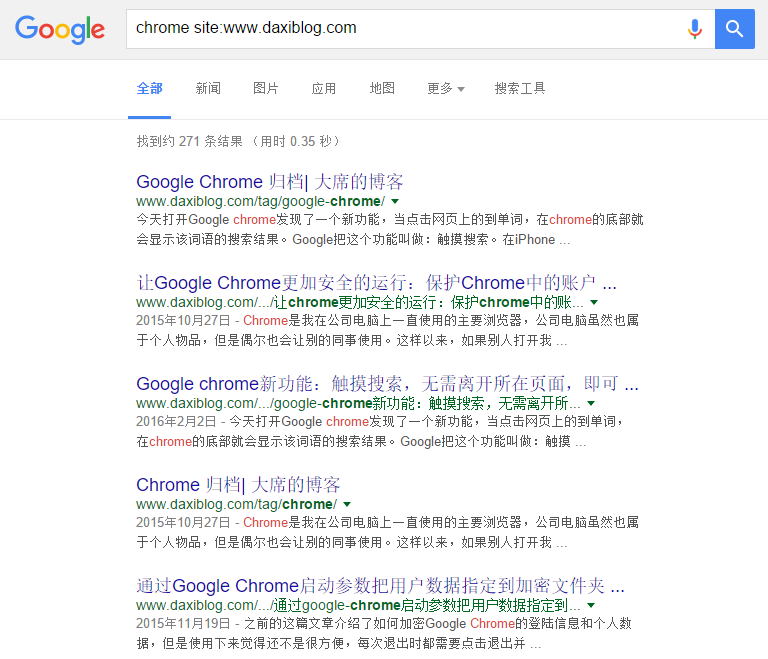 Google
chrome site:www.daxiblog.com
全部 新闻 图片 应用 地图 更多 搜索工具
找到约 271 条结果 （用时 0.35 秒）
Google Chrome 归档| 大席的博客
www.daxiblog.com/tag/google-chrome/
今天打开Google chrome发现了一个新功能，当点击网页上的到单词，在chrome的底部就
会显示该词语的搜索结果。Google把这个功能叫做：触摸搜索。在iPhone ...
让Google Chrome更加安全的运行：保护Chrome中的账户 ...
www.daxiblog.com/.../让chrome更加安全的运行：保护chrome中的账...
2015年10月27日 - Chrome是我在公司电脑上一直使用的主要浏览器，公司电脑虽然也属
于个人物品，但是偶尔也会让别的同事使用。这样以来，如果别人打开我 ...
Google chrome新功能：触摸搜索，无需离开所在页面，即可 ...
www.daxiblog.com/.../google-chrome新功能：触摸搜索，无需离开所...
2016年2月2日 - 今天打开Google chrome发现了一个新功能，当点击网页上的到单词，
在chrome的底部就会显示该词语的搜索结果。Google把这个功能叫做：触摸 ...
Chrome 归档| 大席的博客
www.daxiblog.com/tag/chrome/
2015年10月27日 - Chrome是我在公司电脑上一直使用的主要浏览器，公司电脑虽然也属
于个人物品，但是偶尔也会让别的同事使用。这样以来，如果别人打开我 ...
通过Google Chrome启动参数把用户数据指定到加密文件夹 ...
www.daxiblog.com/.../通过google-chrome启动参数把用户数据指定到...
2015年11月19日 - 之前的这篇文章介绍了如何加密Google Chrome的登陆信息和个人数
据，但是使用下来觉得还不是很方便，每次退出时都需要点击退出并 ...